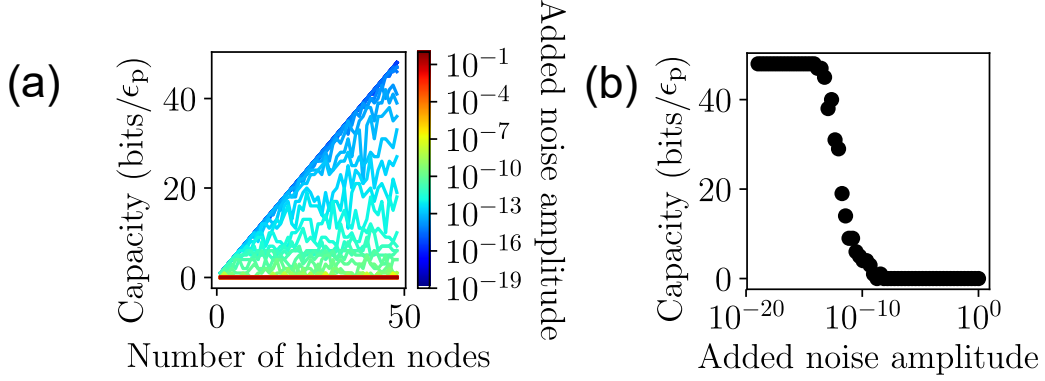 (a)
Capacity (bits/ϵₚ)
40
20
0
0
50
Number of hidden nodes
10⁻¹
10⁻⁴
10⁻⁷
10⁻¹⁰
10⁻¹³
10⁻¹⁶
10⁻¹⁹
Added noise amplitude
(b)
Capacity (bits/ϵₚ)
40
20
0
10⁻²⁰
10⁻¹⁰
10⁰
Added noise amplitude